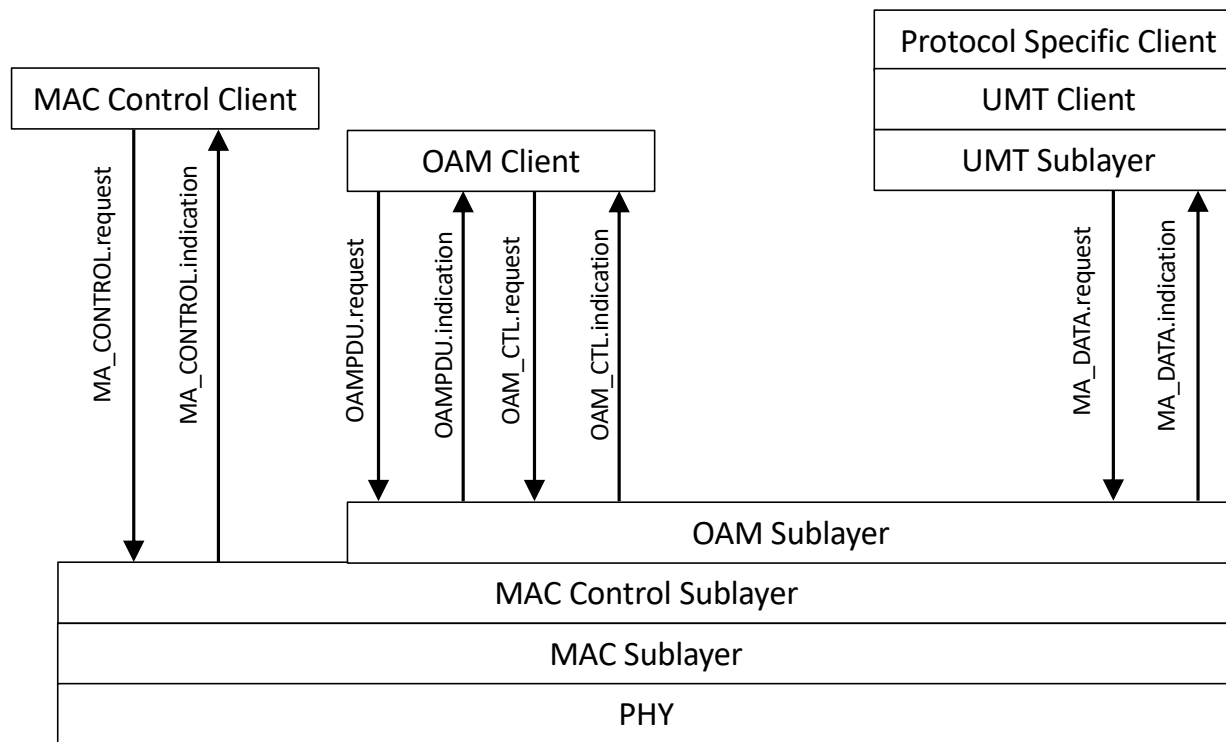 Protocol Specific Client
MAC Control Client
UMT Client
OAM Client
UMT Sublayer
MA_CONTROL.request
MA_CONTROL.indication
OAMPDU.request
OAMPDU.indication
OAM_CTL.request
OAM_CTL.indication
MA_DATA.request
MA_DATA.indication
OAM Sublayer
MAC Control Sublayer
MAC Sublayer
PHY